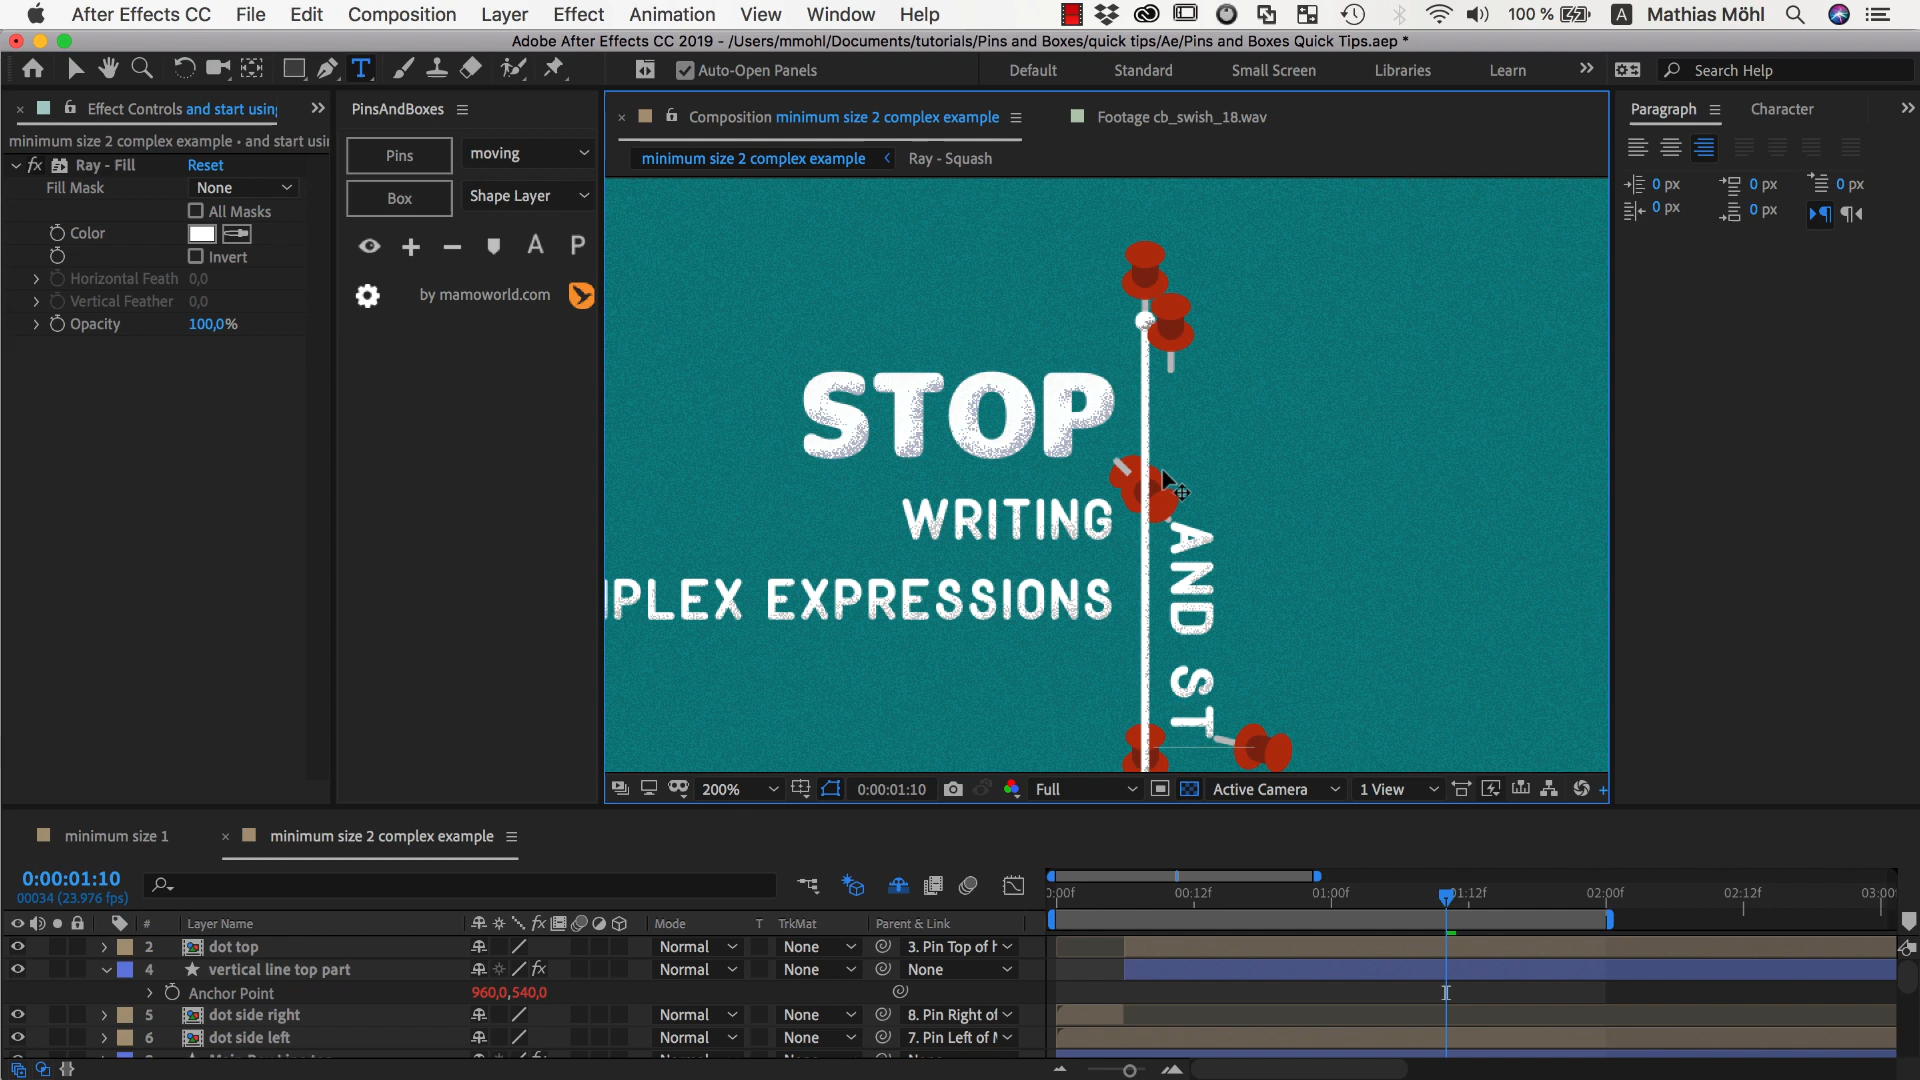 After Effects CC File Edit Composition Layer Effect Animation View Window Help 100 % A Mathias Möhl
Adobe After Effects CC 2019 - /Users/mmohl/Documents/tutorials/Pins and Boxes/quick tips/Ae/Pins and Boxes Quick Tips.aep *
T Auto-Open Panels Default Standard Small Screen Libraries Learn Search Help
Effect Controls and start using
PinsAndBoxes
Composition minimum size 2 complex example
Footage cb_swish_18.wav
Paragraph Character
minimum size 2 complex example • and start usi
fx Ray - Fill Reset
Fill Mask None
All Masks
Color
Invert
Horizontal Feath 0,0
Vertical Feather 0,0
Opacity 100,0%
Pins moving
Box Shape Layer
A P
by mamoworld.com
minimum size 2 complex example Ray - Squash
STOP
WRITING
MPLEX EXPRESSIONS
AND ST
0 px 0 px 0 px
0 px 0 px
200% 0:00:01:10 Full Active Camera 1 View
minimum size 1
minimum size 2 complex example
0:00:01:10
00034 (23.976 fps)
:00f 00:12f 01:00f 01:12f 02:00f 02:12f 03:00
# Layer Name fx Mode T TrkMat Parent & Link
2 dot top Normal None 3. Pin Top of h
4 vertical line top part fx Normal None None
Anchor Point 960,0,540,0
5 dot side right Normal None 8. Pin Right of
6 dot side left Normal None 7. Pin Left of M